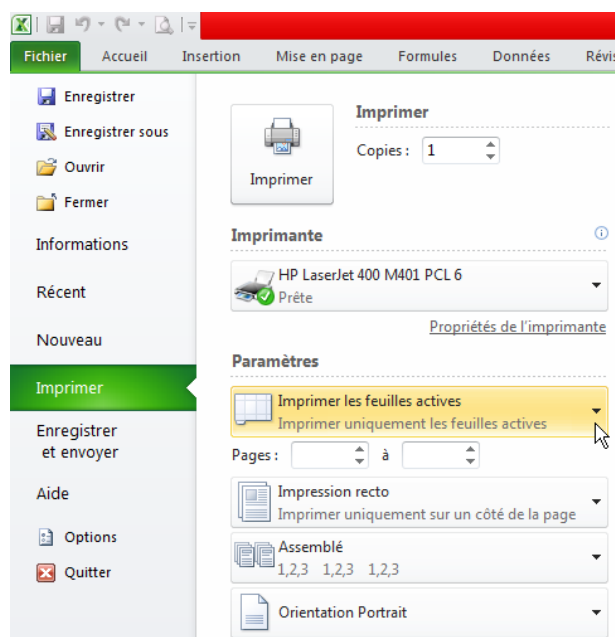 Fichier Accueil Insertion Mise en page Formules Données
Enregistrer
Enregistrer sous
Ouvrir
Fermer
Informations
Récent
Nouveau
Imprimer
Enregistrer
et envoyer
Aide
Options
Quitter
Imprimer
Imprimer
Copies : 1
Imprimante
HP LaserJet 400 M401 PCL 6
Prête
Propriétés de l'imprimante
Paramètres
Imprimer les feuilles actives
Imprimer uniquement les feuilles actives
Pages : à
Impression recto
Imprimer uniquement sur un côté de la page
Assemblé
1,2,3 1,2,3 1,2,3
Orientation Portrait